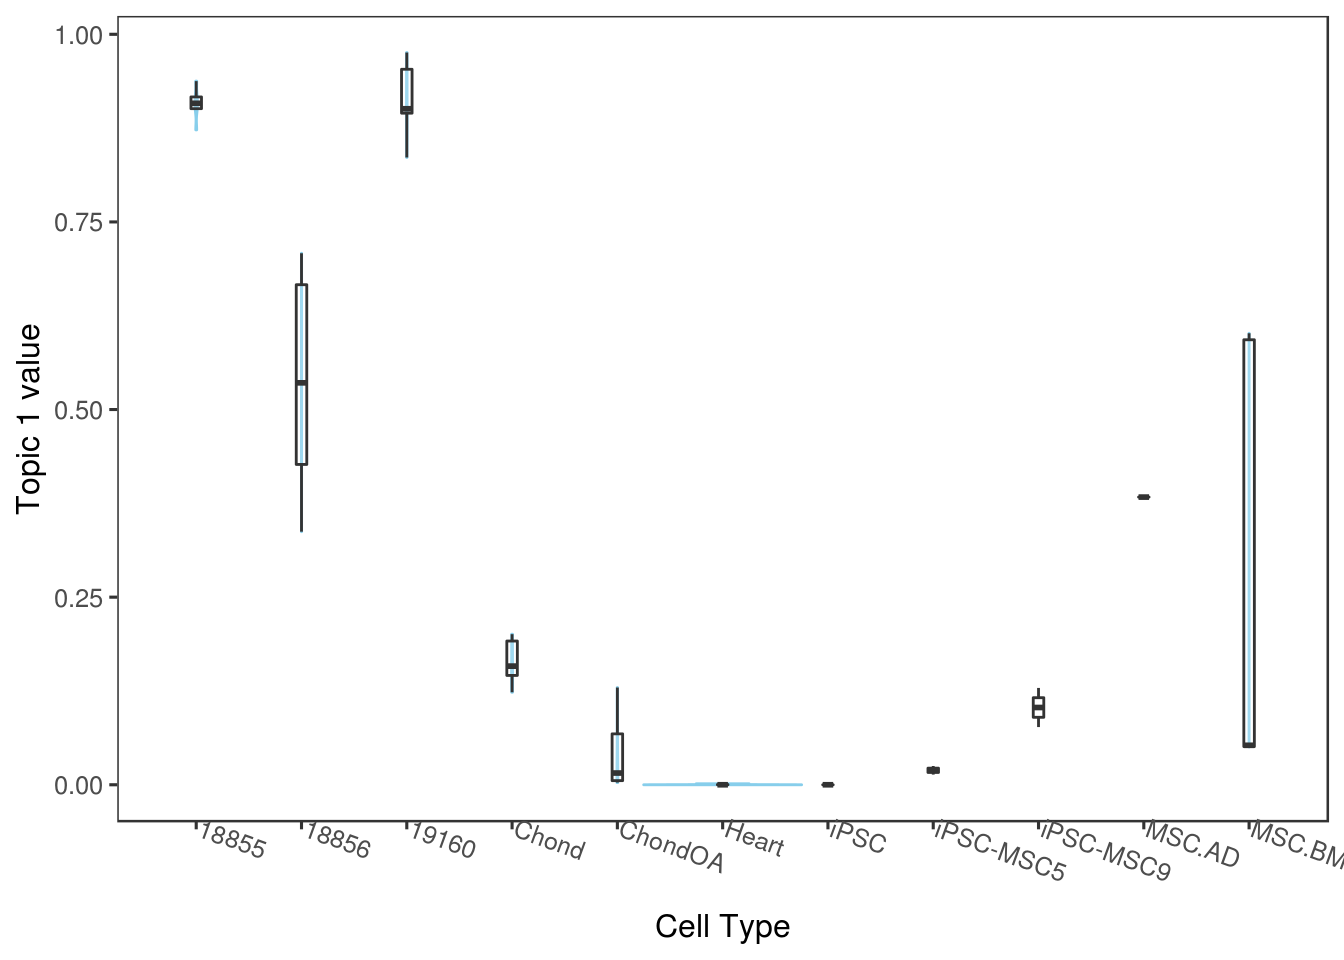 1.00
0.75
0.50
0.25
0.00
Topic 1 value
18855
18856
19160
Chond
ChondOA
Heart
iPSC
iPSC-MSC5
iPSC-MSC9
MSC.AD
MSC.BM
Cell Type